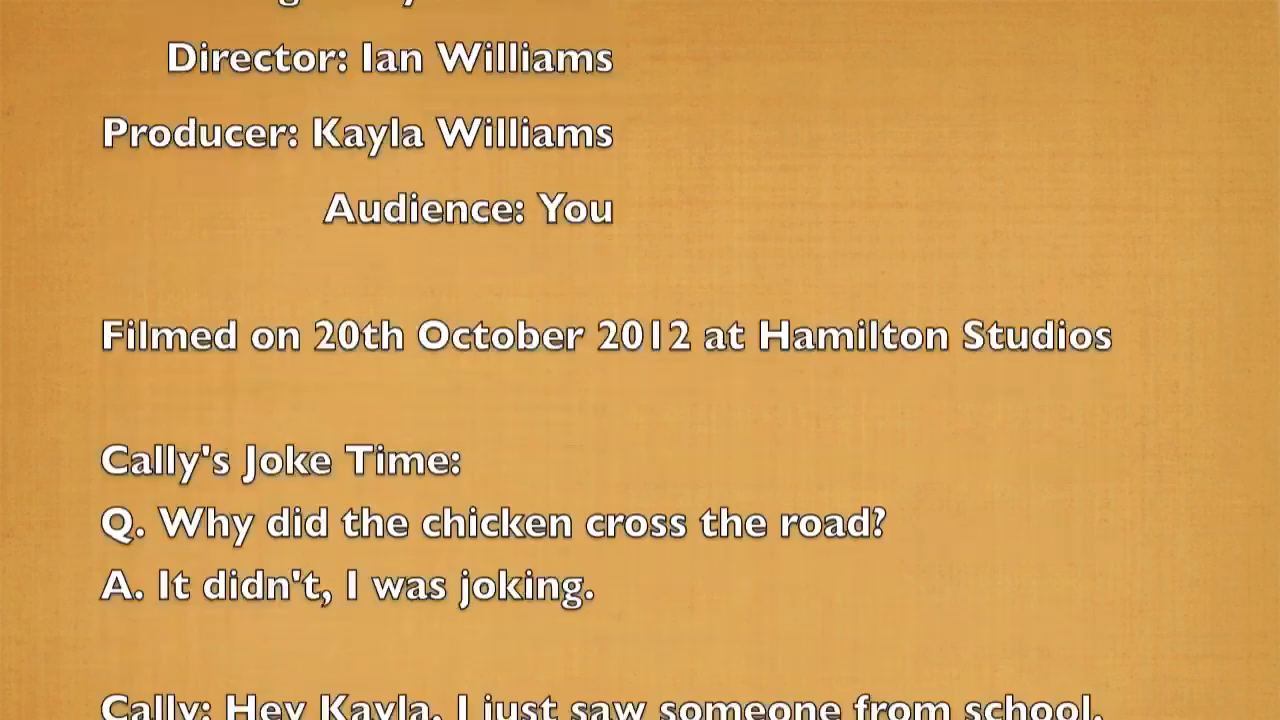 Director: Ian Williams
Producer: Kayla Williams
Audience: You
Filmed on 20th October 2012 at Hamilton Studios
Cally's Joke Time:
Q. Why did the chicken cross the road?
A. It didn't, I was joking.
Cally: Hey Kayla, I just saw someone from school.